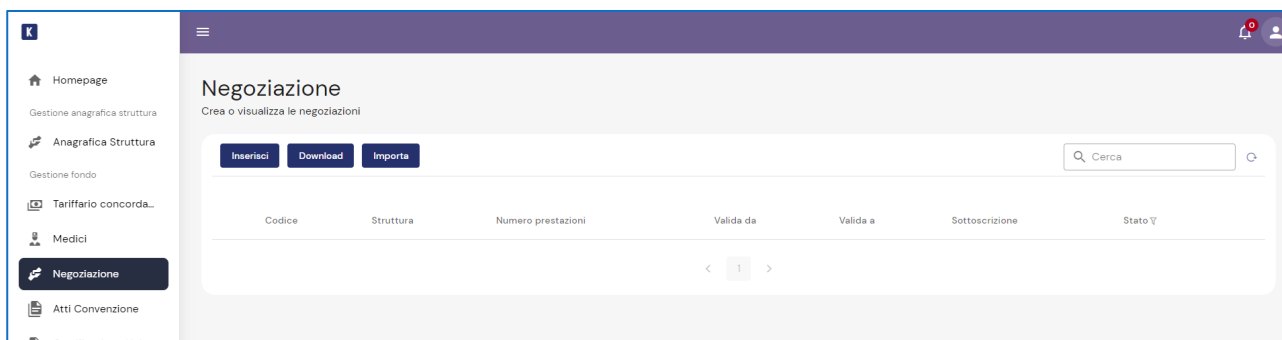 K
0
Homepage
Gestione anagrafica struttura
Anagrafica Struttura
Gestione fondo
Tariffario concorda...
Medici
Negoziazione
Atti Convenzione
Negoziazione
Crea o visualizza le negoziazioni
Inserisci Download Importa Cerca
Codice Struttura Numero prestazioni Valida da Valida a Sottoscrizione Stato
< 1 >